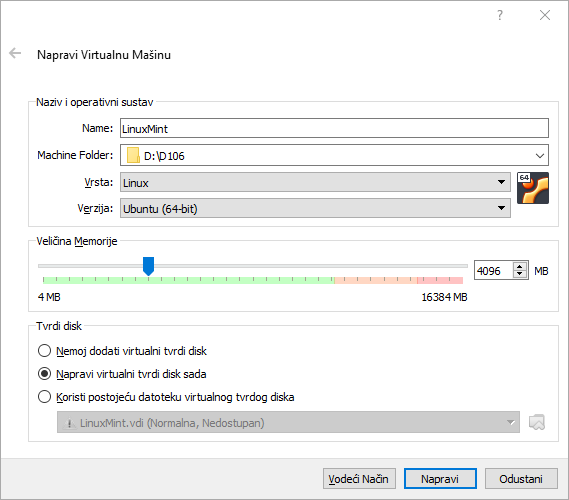 ?
Napravi Virtualnu Mašinu
Naziv i operativni sustav
Name: LinuxMint
Machine Folder: D:\D106
Vrsta: Linux
64
Verzija: Ubuntu (64-bit)
Veličina Memorije
4096 MB
4 MB 16384 MB
Tvrdi disk
Nemoj dodati virtualni tvrdi disk
Napravi virtualni tvrdi disk sada
Koristi postojeću datoteku virtualnog tvrdog diska
LinuxMint.vdi (Normalna, Nedostupan)
Vodeći Način Napravi Odustani